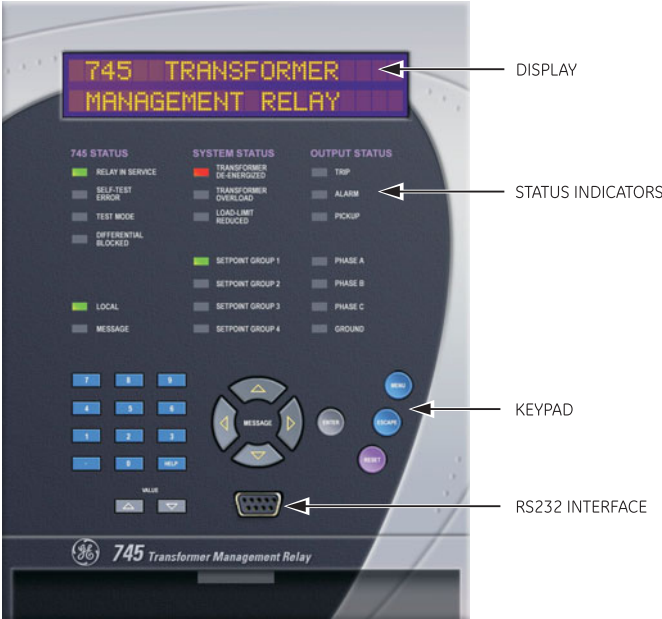 745 TRANSFORMER
MANAGEMENT RELAY
DISPLAY
745 STATUS
SYSTEM STATUS
OUTPUT STATUS
RELAY IN SERVICE
TRANSFORMER
DE-ENERGIZED
TRIP
SELF-TEST
ERROR
TRANSFORMER
OVERLOAD
ALARM
STATUS INDICATORS
TEST MODE
LOAD-LIMIT
REDUCED
PICKUP
DIFFERENTIAL
BLOCKED
SETPOINT GROUP 1
PHASE A
SETPOINT GROUP 2
PHASE B
LOCAL
SETPOINT GROUP 3
PHASE C
MESSAGE
SETPOINT GROUP 4
GROUND
7 8 9
MENU
4 5 6
MESSAGE
ENTER
ESCAPE
KEYPAD
1 2 3
RESET
. 0 HELP
VALUE
RS232 INTERFACE
GE
745 Transformer Management Relay